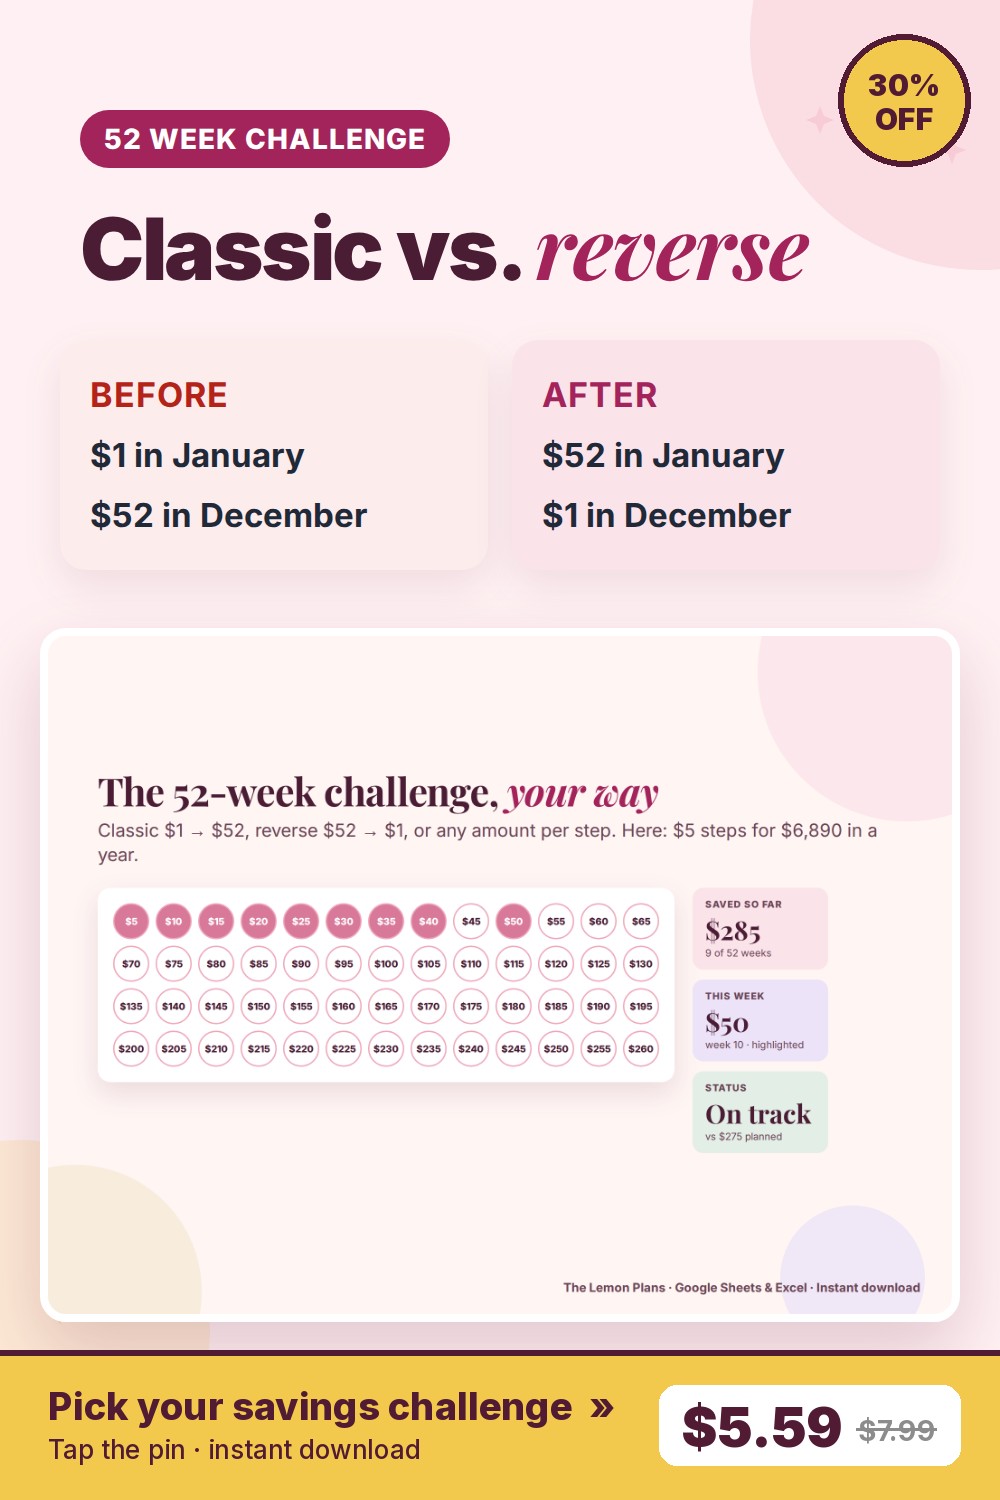 30%
OFF
52 WEEK CHALLENGE
Classic vs. reverse
BEFORE
$1 in January
$52 in December
AFTER
$52 in January
$1 in December
The 52-week challenge, your way
Classic $1 → $52, reverse $52 → $1, or any amount per step. Here: $5 steps for $6,890 in a
year.
$5 $10 $15 $20 $25 $30 $35 $40 $45 $50 $55 $60 $65
$70 $75 $80 $85 $90 $95 $100 $105 $110 $115 $120 $125 $130
$135 $140 $145 $150 $155 $160 $165 $170 $175 $180 $185 $190 $195
$200 $205 $210 $215 $220 $225 $230 $235 $240 $245 $250 $255 $260
SAVED SO FAR
$285
9 of 52 weeks
THIS WEEK
$50
week 10 · highlighted
STATUS
On track
vs $275 planned
The Lemon Plans · Google Sheets & Excel · Instant download
Pick your savings challenge »
Tap the pin · instant download
$5.59 $7.99